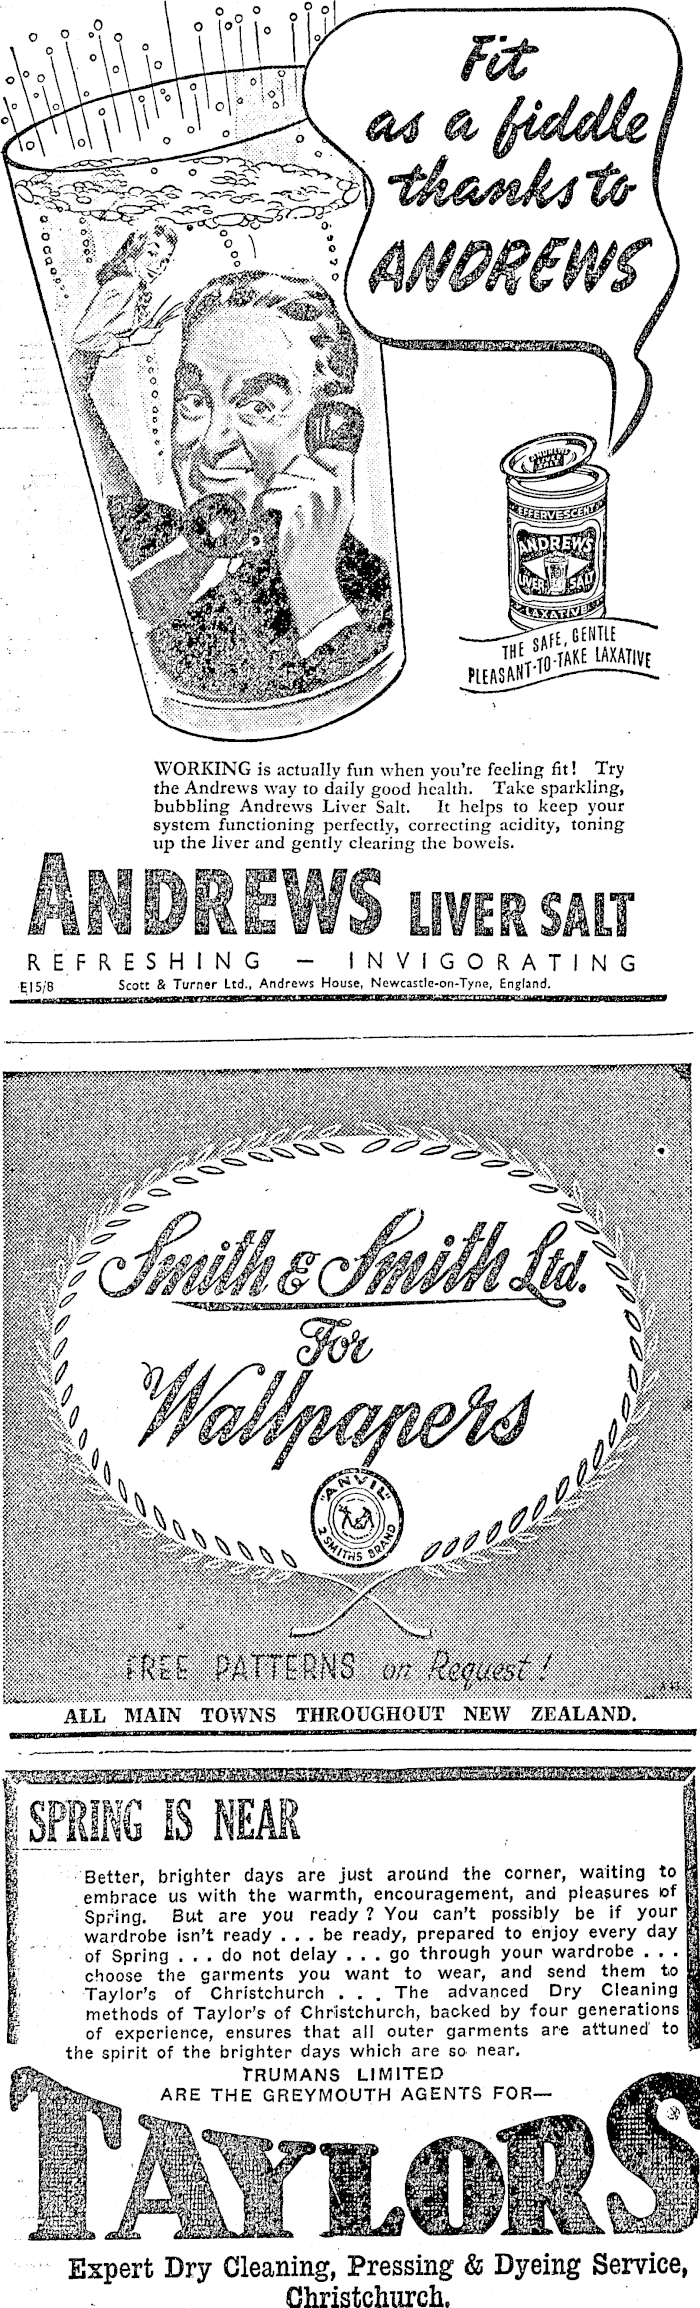 Fit
as a fiddle
thanks to
ANDREWS
ANDREWS
LIVER
SALT
EFFERVESCENT
ANDREWS
LIVER SALT
LAXATIVE
THE SAFE, GENTLE
PLEASANT-TO-TAKE LAXATIVE
WORKING is actually fun when you're feeling fit! Try
the Andrews way to daily good health. Take sparkling,
bubbling Andrews Liver Salt. It helps to keep your
system functioning perfectly, correcting acidity, toning
up the liver and gently clearing the bowels.
ANDREWS LIVER SALT
REFRESHING — INVIGORATING
E15/8 Scott & Turner Ltd., Andrews House, Newcastle-on-Tyne, England.
Smith & Smith Ltd.
For
Wallpapers
"ANVIL"
2 SMITHS BRAND
FREE PATTERNS on Request!
ALL MAIN TOWNS THROUGHOUT NEW ZEALAND.
SPRING IS NEAR
Better, brighter days are just around the corner, waiting to
embrace us with the warmth, encouragement, and pleasures of
Spring. But are you ready? You can't possibly be if your
wardrobe isn't ready . . . be ready, prepared to enjoy every day
of Spring . . . do not delay . . . go through your wardrobe . . .
choose the garments you want to wear, and send them to
Taylor's of Christchurch . . . The advanced Dry Cleaning
methods of Taylor's of Christchurch, backed by four generations
of experience, ensures that all outer garments are attuned to
the spirit of the brighter days which are so near.
TRUMANS LIMITED
ARE THE GREYMOUTH AGENTS FOR—
TAYLORS
Expert Dry Cleaning, Pressing & Dyeing Service,
Christchurch.